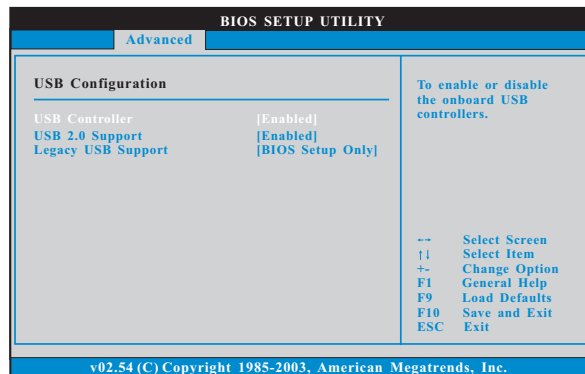 BIOS SETUP UTILITY
Advanced
USB Configuration
USB Controller [Enabled]
USB 2.0 Support [Enabled]
Legacy USB Support [BIOS Setup Only]
To enable or disable
the onboard USB
controllers.
←→ Select Screen
↑↓ Select Item
+- Change Option
F1 General Help
F9 Load Defaults
F10 Save and Exit
ESC Exit
v02.54 (C) Copyright 1985-2003, American Megatrends, Inc.